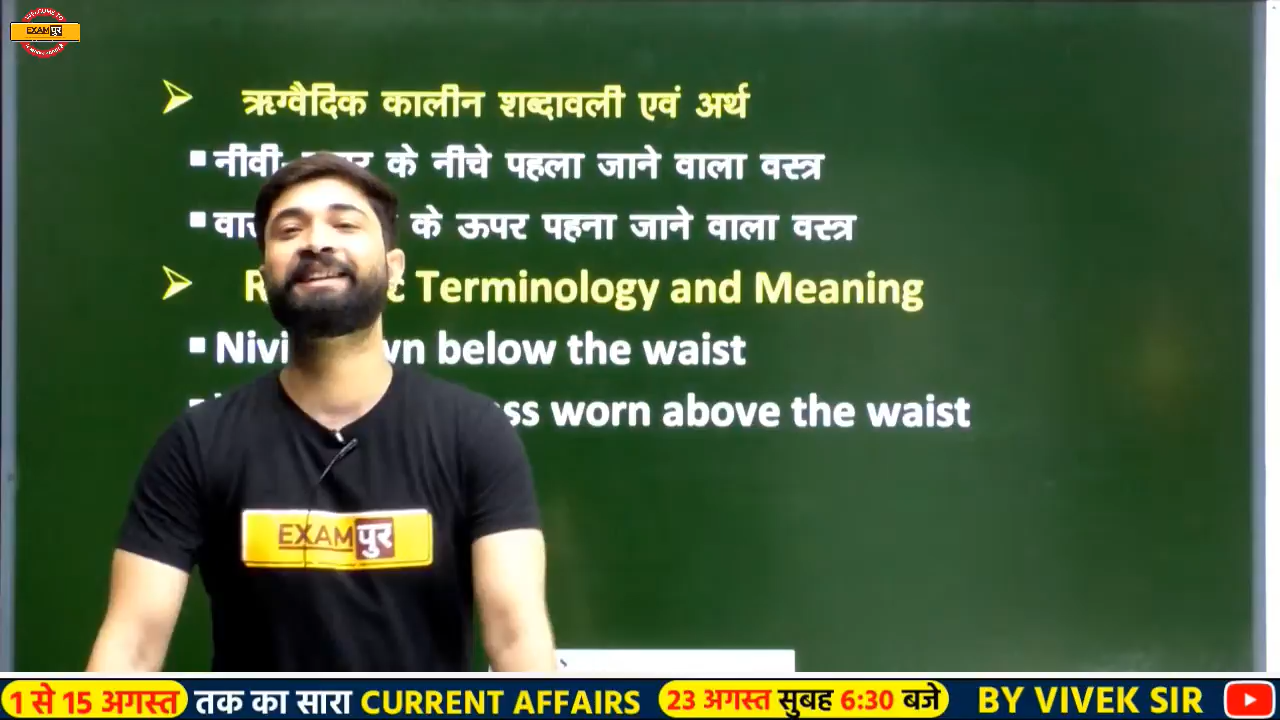 EXAMपुर
ऋग्वैदिक कालीन शब्दावली एवं अर्थ
नीवी- के नीचे पहला जाने वाला वस्त्र
के ऊपर पहना जाने वाला वस्त्र
Terminology and Meaning
Nivi below the waist
worn above the waist
EXAMपुर
1 से 15 अगस्त तक का सारा CURRENT AFFAIRS 23 अगस्त सुबह 6:30 बजे BY VIVEK SIR